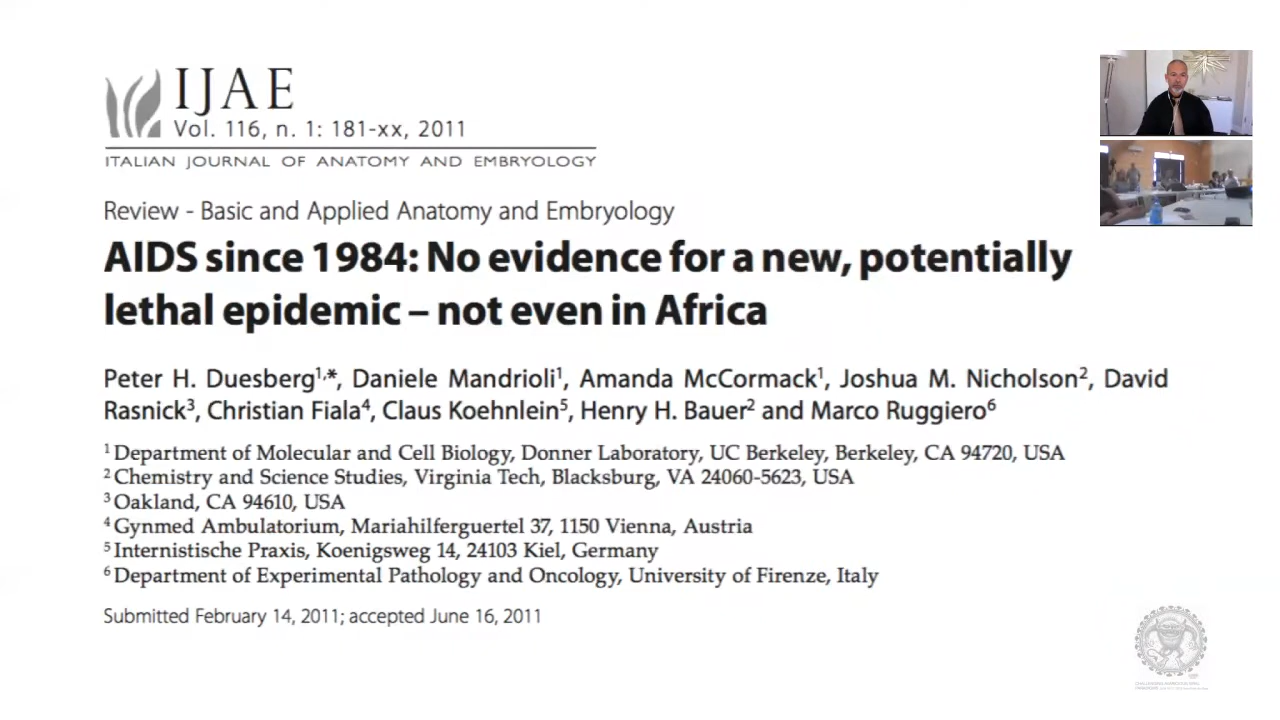 IJAE
Vol. 116, n. 1: 181-xx, 2011
ITALIAN JOURNAL OF ANATOMY AND EMBRYOLOGY
Review - Basic and Applied Anatomy and Embryology
AIDS since 1984: No evidence for a new, potentially
lethal epidemic – not even in Africa
Peter H. Duesberg1,*, Daniele Mandrioli1, Amanda McCormack1, Joshua M. Nicholson2, David
Rasnick3, Christian Fiala4, Claus Koehnlein5, Henry H. Bauer2 and Marco Ruggiero6
1 Department of Molecular and Cell Biology, Donner Laboratory, UC Berkeley, Berkeley, CA 94720, USA
2 Chemistry and Science Studies, Virginia Tech, Blacksburg, VA 24060-5623, USA
3 Oakland, CA 94610, USA
4 Gynmed Ambulatorium, Mariahilferguertel 37, 1150 Vienna, Austria
5 Internistische Praxis, Koenigsweg 14, 24103 Kiel, Germany
6 Department of Experimental Pathology and Oncology, University of Firenze, Italy
Submitted February 14, 2011; accepted June 16, 2011